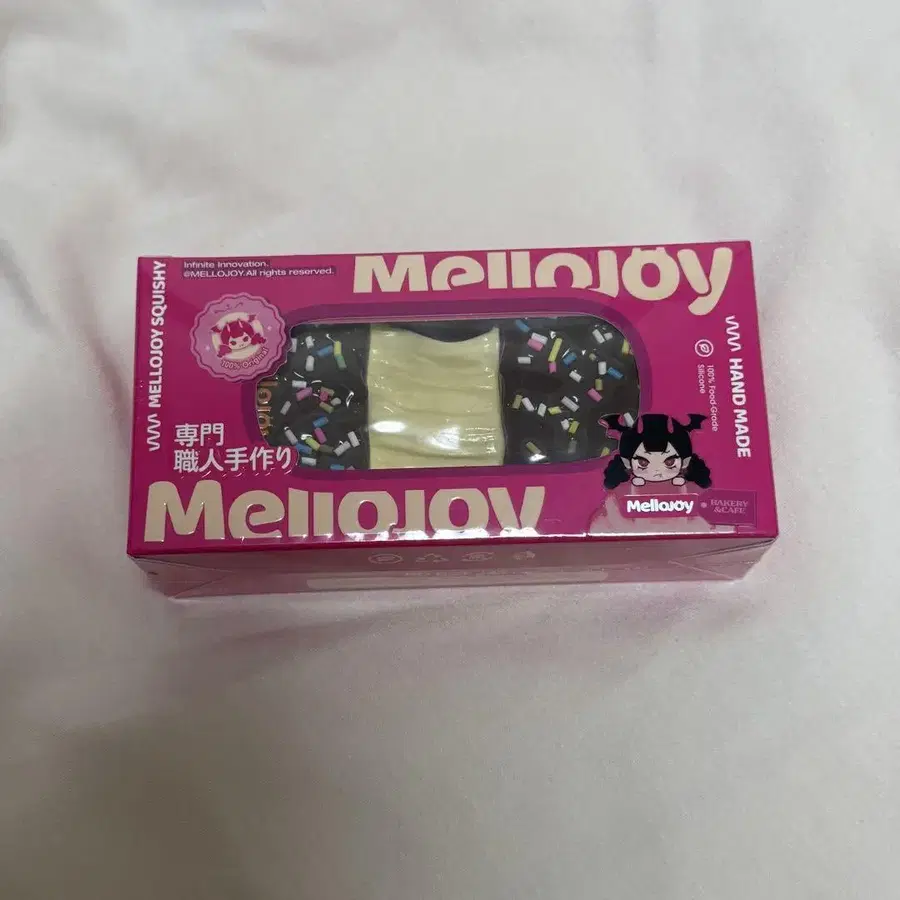 Infinite Innovation.
@MELLOJOY.All rights reserved.
Mellojoy
MELLOJOY SQUISHY
100% Original
HAND MADE
100% Food-Grade
Silicone
専門
職人手作り
Mellojoy
Mellojoy
BAKERY
&CAFE